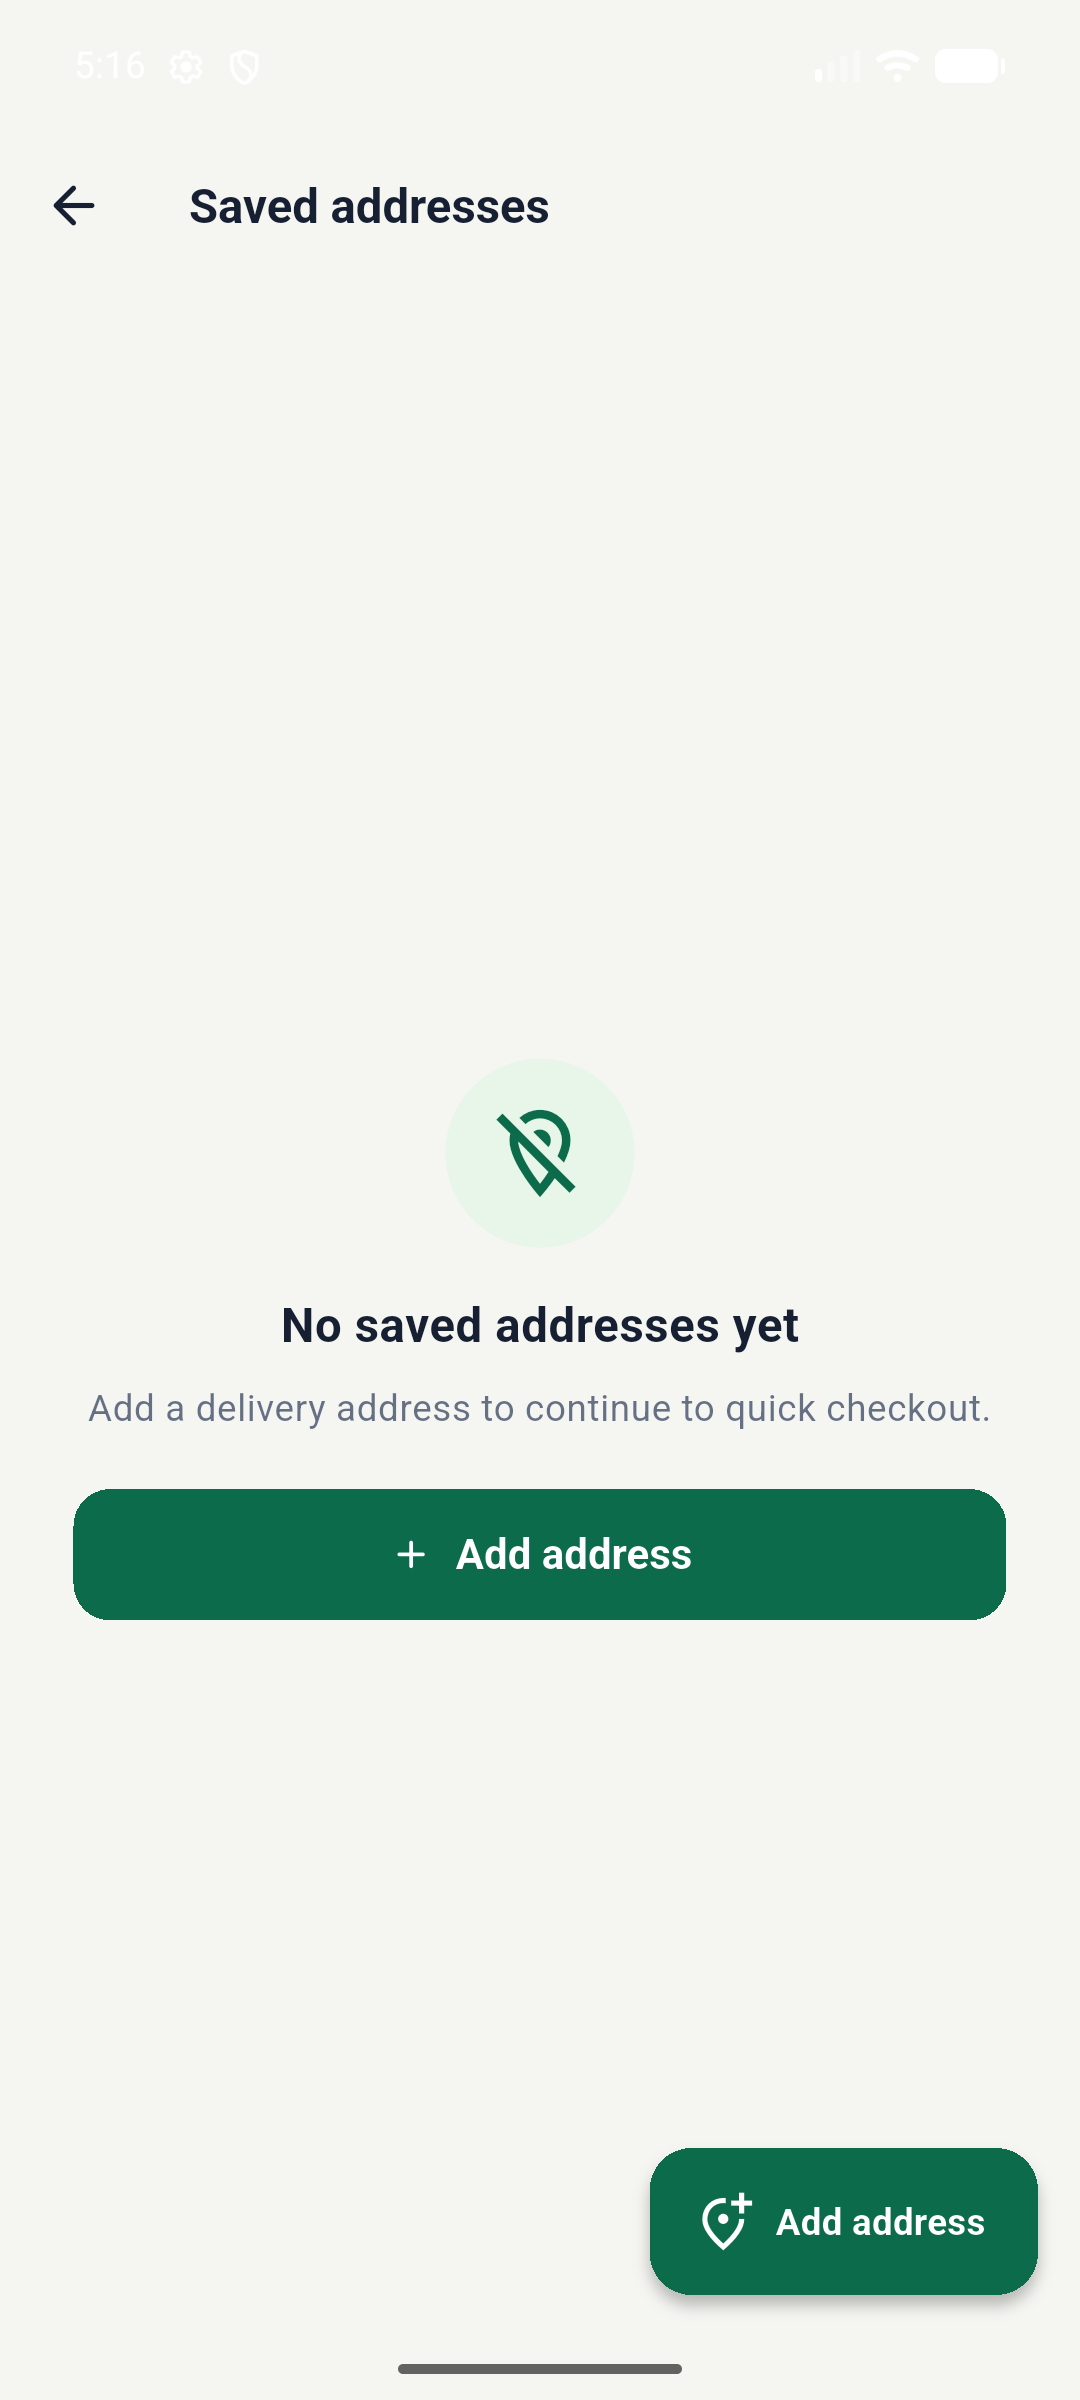 5:16
Saved addresses
No saved addresses yet
Add a delivery address to continue to quick checkout.
Add address
Add address